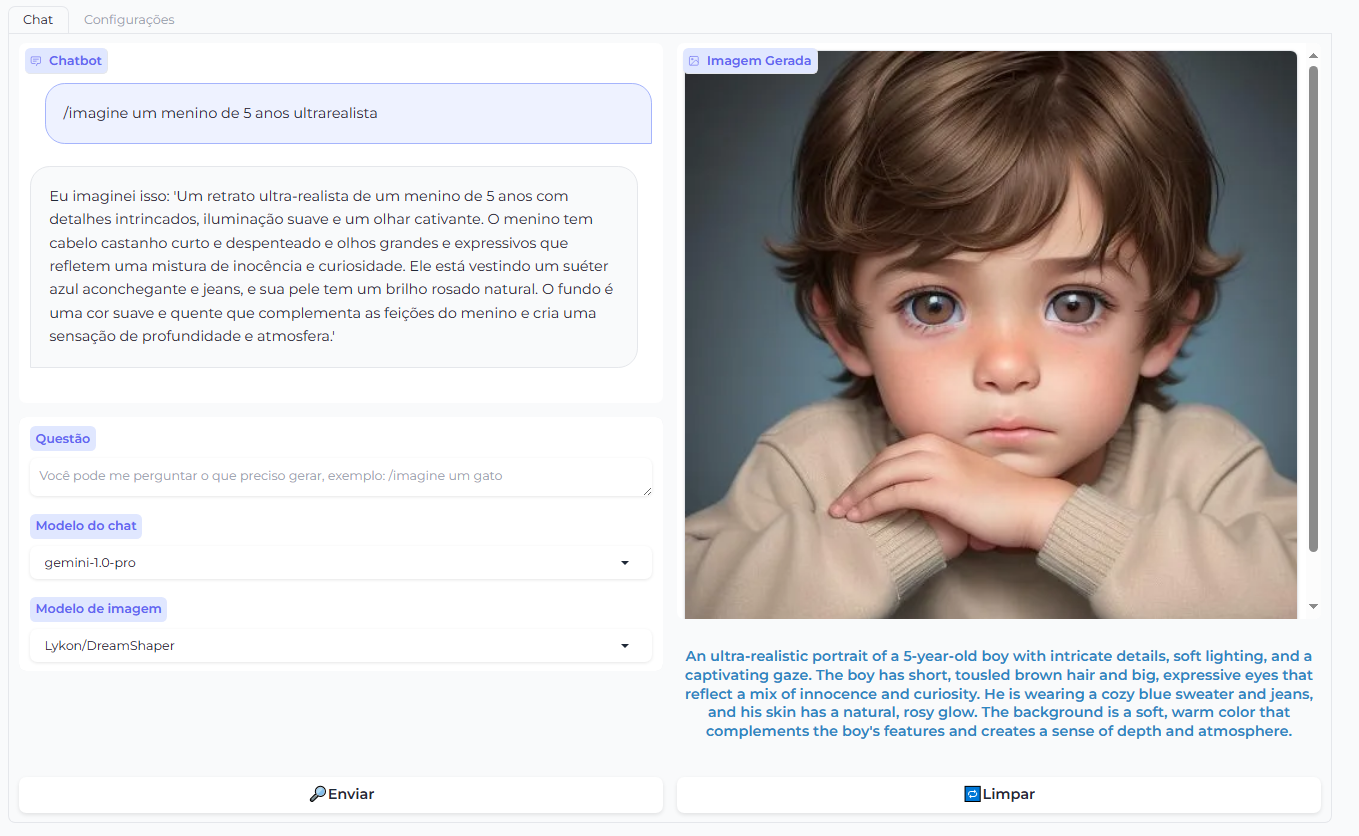 Chat
Configurações
Chatbot
/imagine um menino de 5 anos ultrarealista
Eu imaginei isso: 'Um retrato ultra-realista de um menino de 5 anos com
detalhes intrincados, iluminação suave e um olhar cativante. O menino tem
cabelo castanho curto e despenteado e olhos grandes e expressivos que
refletem uma mistura de inocência e curiosidade. Ele está vestindo um suéter
azul aconchegante e jeans, e sua pele tem um brilho rosado natural. O fundo é
uma cor suave e quente que complementa as feições do menino e cria uma
sensação de profundidade e atmosfera.'
Questão
Você pode me perguntar o que preciso gerar, exemplo: /imagine um gato
Modelo do chat
gemini-1.0-pro
Modelo de imagem
Lykon/DreamShaper
Enviar
Imagem Gerada
An ultra-realistic portrait of a 5-year-old boy with intricate details, soft lighting, and a
captivating gaze. The boy has short, tousled brown hair and big, expressive eyes that
reflect a mix of innocence and curiosity. He is wearing a cozy blue sweater and jeans,
and his skin has a natural, rosy glow. The background is a soft, warm color that
complements the boy's features and creates a sense of depth and atmosphere.
Limpar